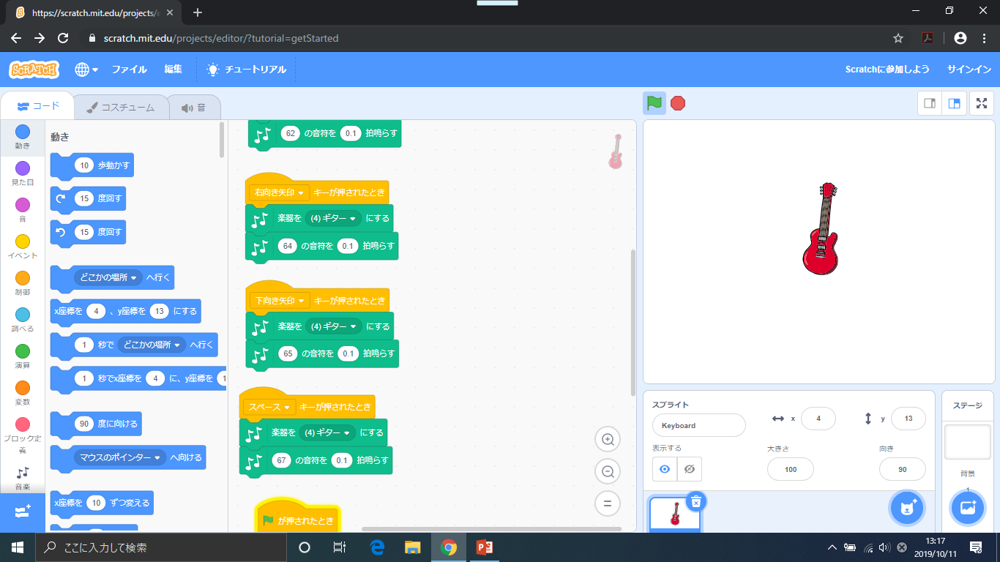 https://scratch.mit.edu/projects/e
scratch.mit.edu/projects/editor/?tutorial=getStarted
SCRATCH
ファイル
編集
チュートリアル
Scratchに参加しよう
サインイン
コード
コスチューム
音
動き
見た目
音
イベント
制御
調べる
演算
変数
ブロック定義
音楽
動き
10 歩動かす
15 度回す
15 度回す
どこかの場所 へ行く
x座標を 4 、y座標を 13 にする
1 秒で どこかの場所 へ行く
1 秒でx座標を 4 に、y座標を 1
90 度に向ける
マウスのポインター へ向ける
x座標を 10 ずつ変える
62 の音符を 0.1 拍鳴らす
右向き矢印 キーが押されたとき
楽器を (4)ギター にする
64 の音符を 0.1 拍鳴らす
下向き矢印 キーが押されたとき
楽器を (4)ギター にする
65 の音符を 0.1 拍鳴らす
スペース キーが押されたとき
楽器を (4)ギター にする
67 の音符を 0.1 拍鳴らす
が押されたとき
スプライト
Keyboard
x 4
y 13
表示する
大きさ
100
向き
90
ステージ
背景
1
ここに入力して検索
13:17
2019/10/11